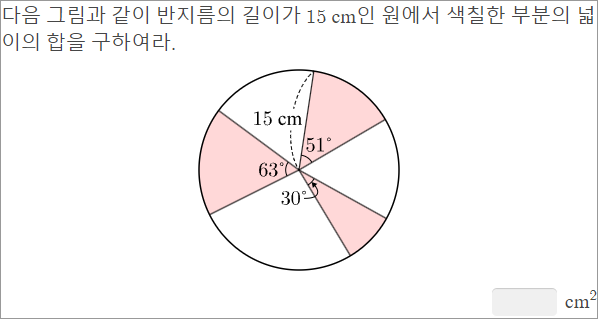 다음 그림과 같이 반지름의 길이가 15 cm인 원에서 색칠한 부분의 넓
이의 합을 구하여라.
15 cm
51°
63°
30°
cm²